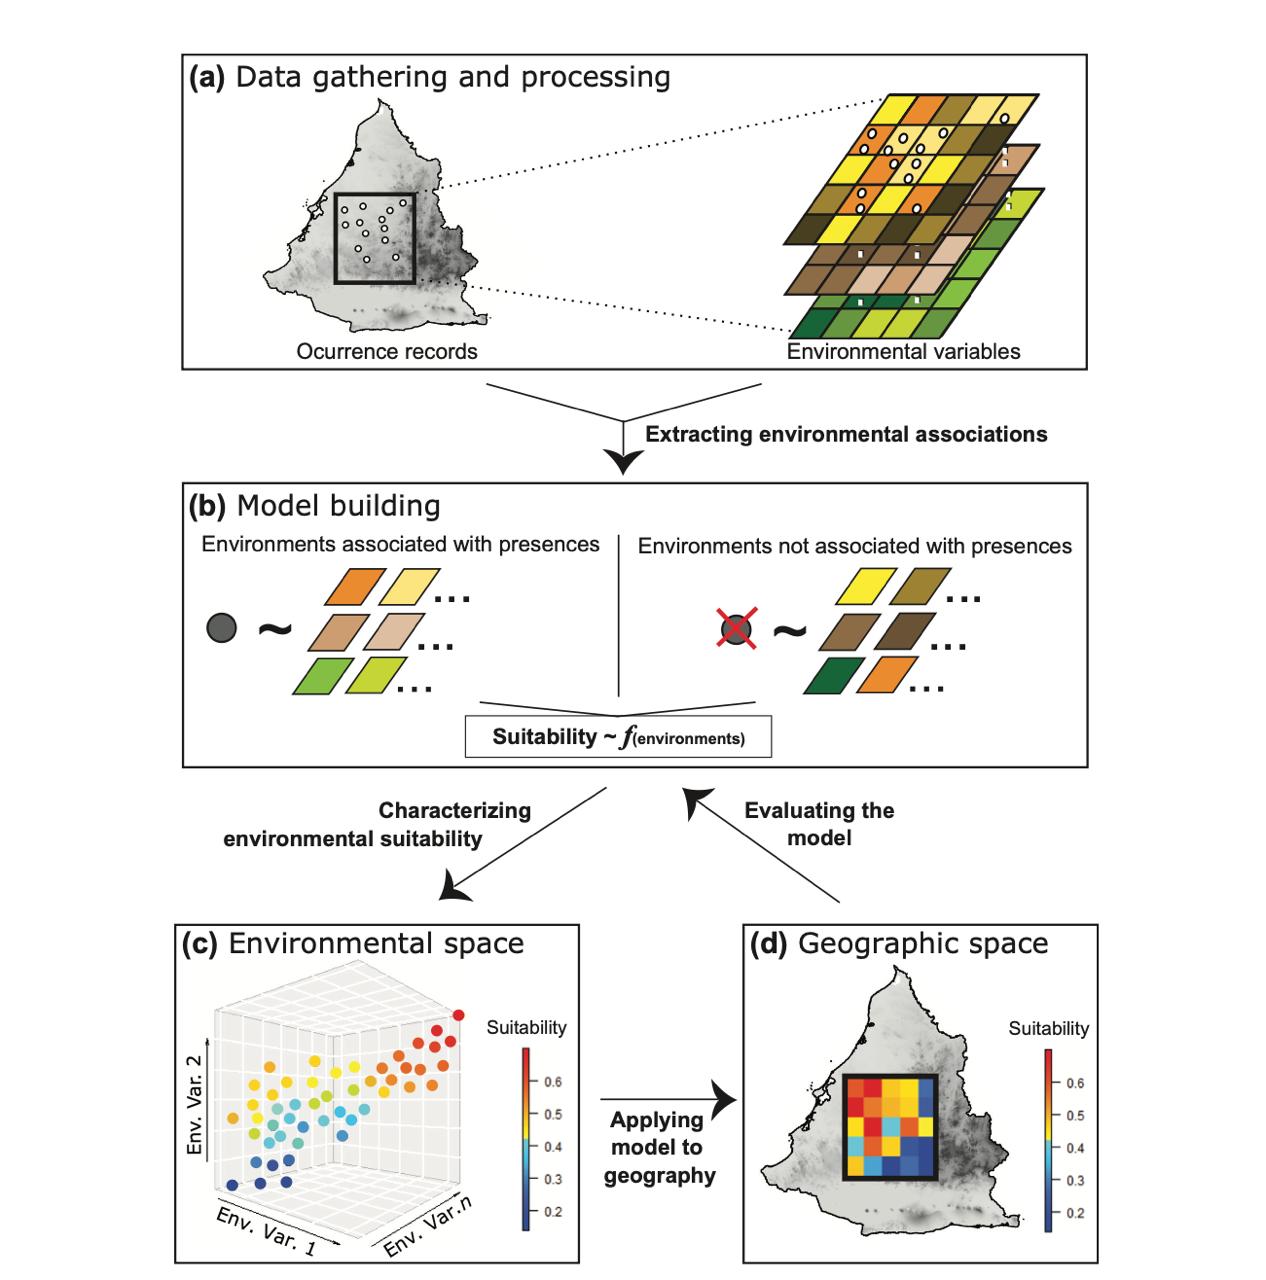 (a) Data gathering and processing
Ocurrence records
Environmental variables
Extracting environmental associations
(b) Model building
Environments associated with presences
Environments not associated with presences
~
...
...
...
~
...
...
...
Suitability ~ f(environments)
Characterizing
environmental suitability
Evaluating the
model
(c) Environmental space
Suitability
0.6
0.5
0.4
0.3
0.2
Env. Var. 2
Env. Var. 1
Env. Var.n
Applying
model to
geography
(d) Geographic space
Suitability
0.6
0.5
0.4
0.3
0.2